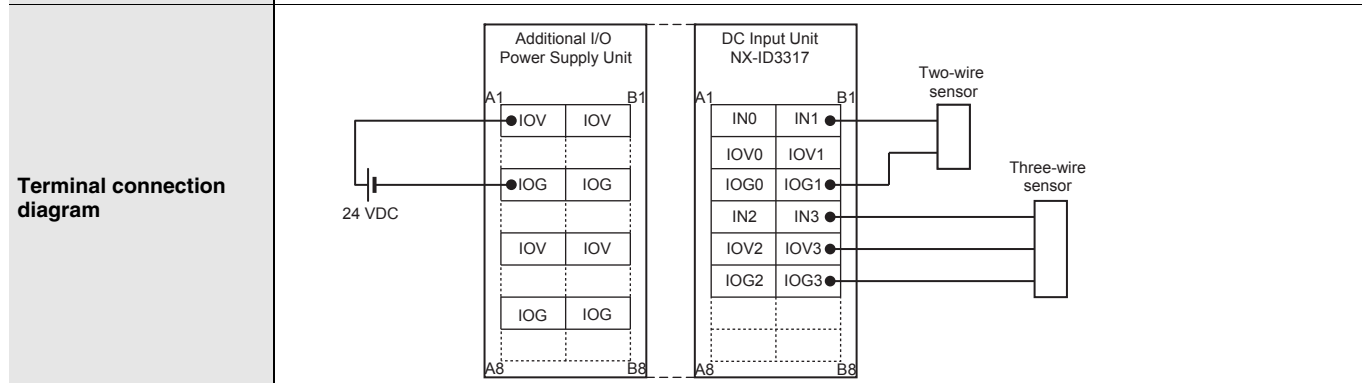 Terminal connection
diagram
Additional I/O
Power Supply Unit
A1 B1
IOV IOV
IOG IOG
IOV IOV
IOG IOG
A8 B8
24 VDC
DC Input Unit
NX-ID3317
A1 B1
IN0 IN1
IOV0 IOV1
IOG0 IOG1
IN2 IN3
IOV2 IOV3
IOG2 IOG3
A8 B8
Two-wire
sensor
Three-wire
sensor